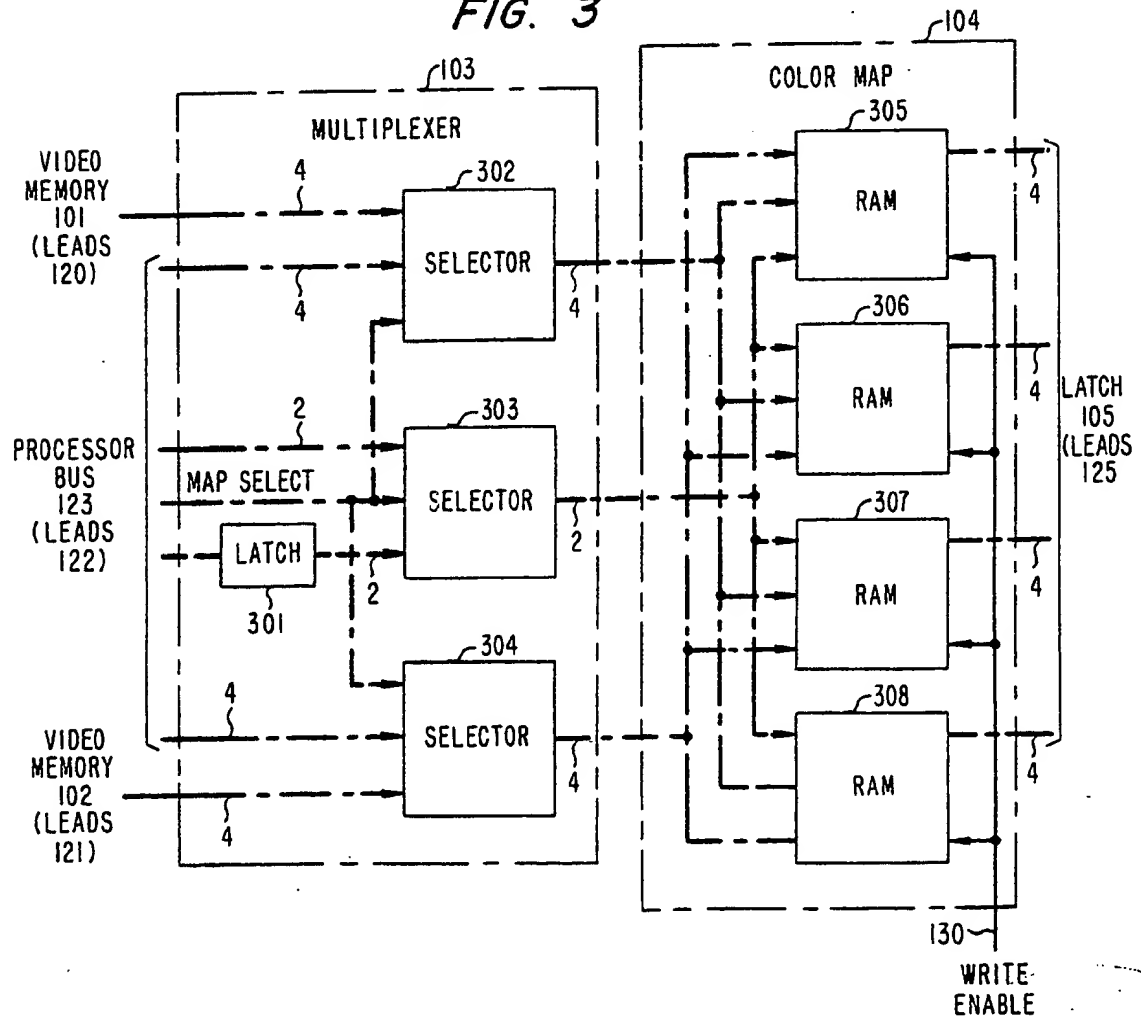 FIG. 3
103
MULTIPLEXER
VIDEO
MEMORY
101
(LEADS
120)
4
4
302
SELECTOR
4
PROCESSOR
BUS
123
(LEADS
122)
2
MAP SELECT
LATCH
301
2
303
SELECTOR
2
304
SELECTOR
4
4
VIDEO
MEMORY
102
(LEADS
121)
4
104
COLOR MAP
305
RAM
4
306
RAM
4
307
RAM
4
308
RAM
4
LATCH
105
(LEADS
125
130
WRITE
ENABLE